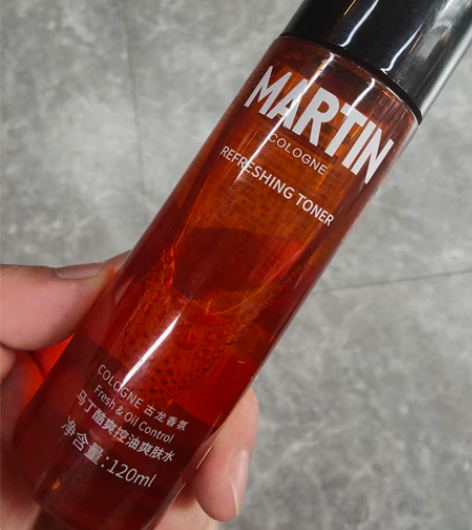 MARTIN
COLOGNE
REFRESHING TONER
COLOGNE 古龙香氛
Fresh & Oil Control
马丁酷爽控油爽肤水
净含量:120ml